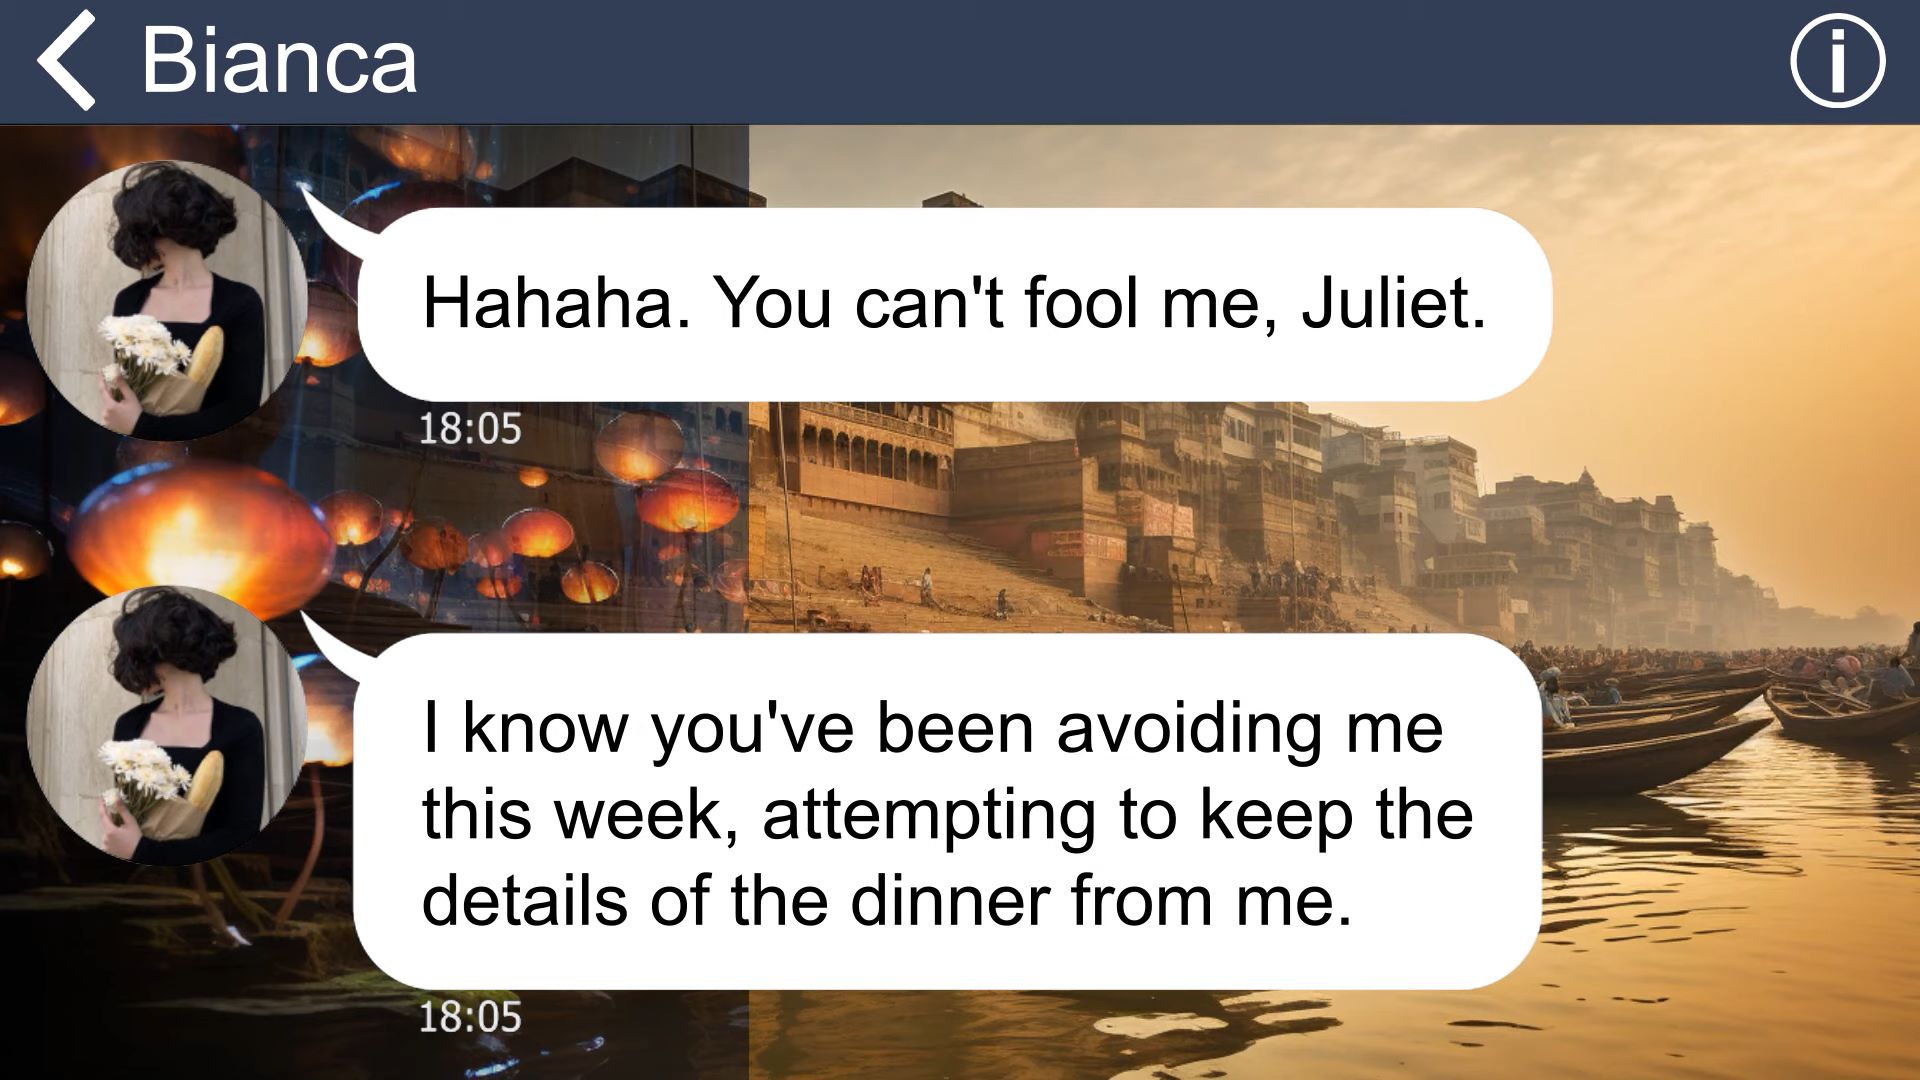 Bianca
Hahaha. You can't fool me, Juliet.
18:05
I know you've been avoiding me
this week, attempting to keep the
details of the dinner from me.
18:05